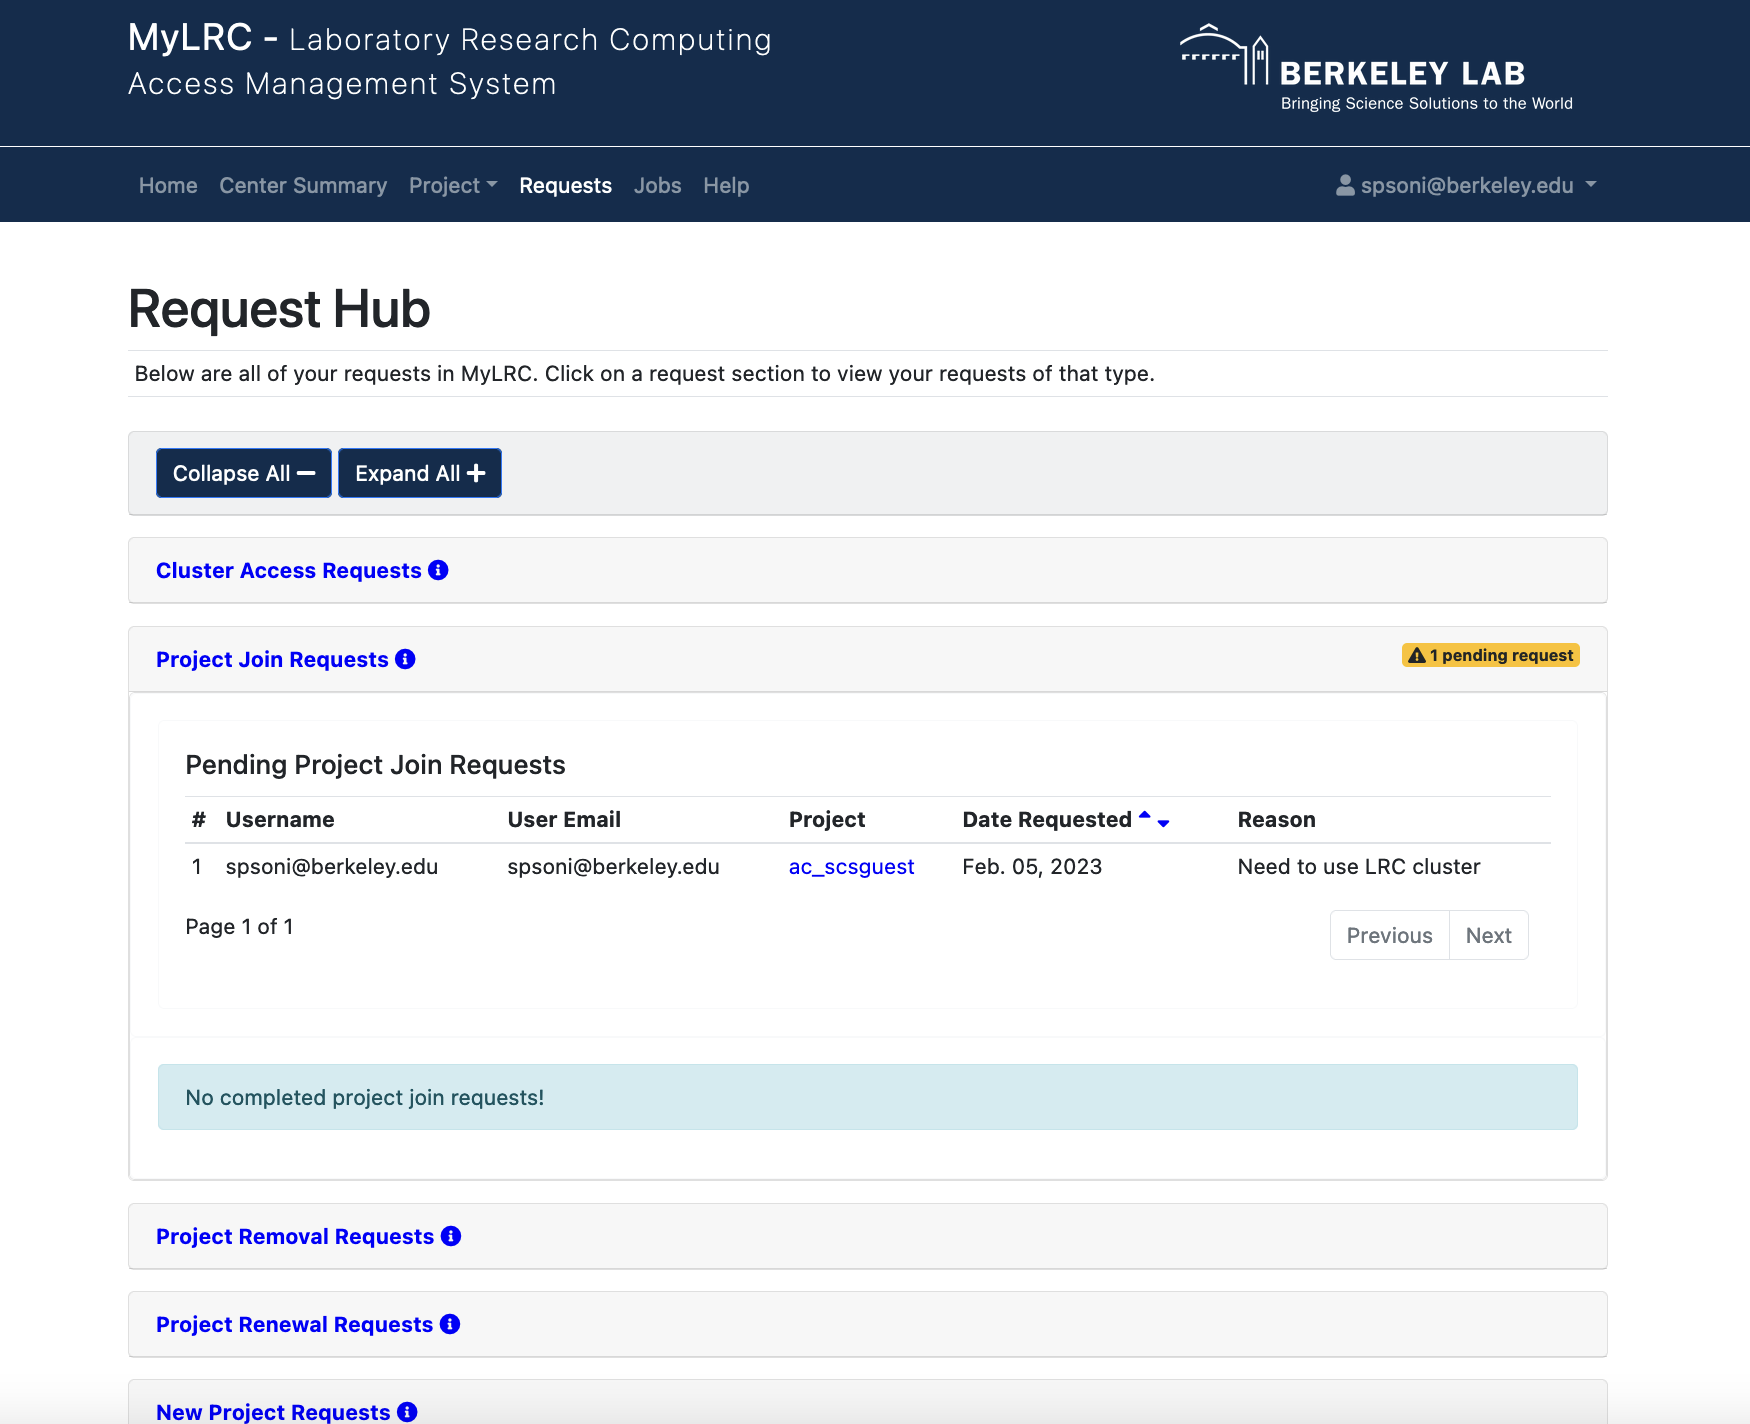 MyLRC - Laboratory Research Computing
Access Management System
BERKELEY LAB
Bringing Science Solutions to the World
Home Center Summary Project Requests Jobs Help spsoni@berkeley.edu
Request Hub
Below are all of your requests in MyLRC. Click on a request section to view your requests of that type.
Collapse All Expand All
Cluster Access Requests
Project Join Requests 1 pending request
Pending Project Join Requests
# Username User Email Project Date Requested Reason
1 spsoni@berkeley.edu spsoni@berkeley.edu ac_scsguest Feb. 05, 2023 Need to use LRC cluster
Page 1 of 1
Previous Next
No completed project join requests!
Project Removal Requests
Project Renewal Requests
New Project Requests